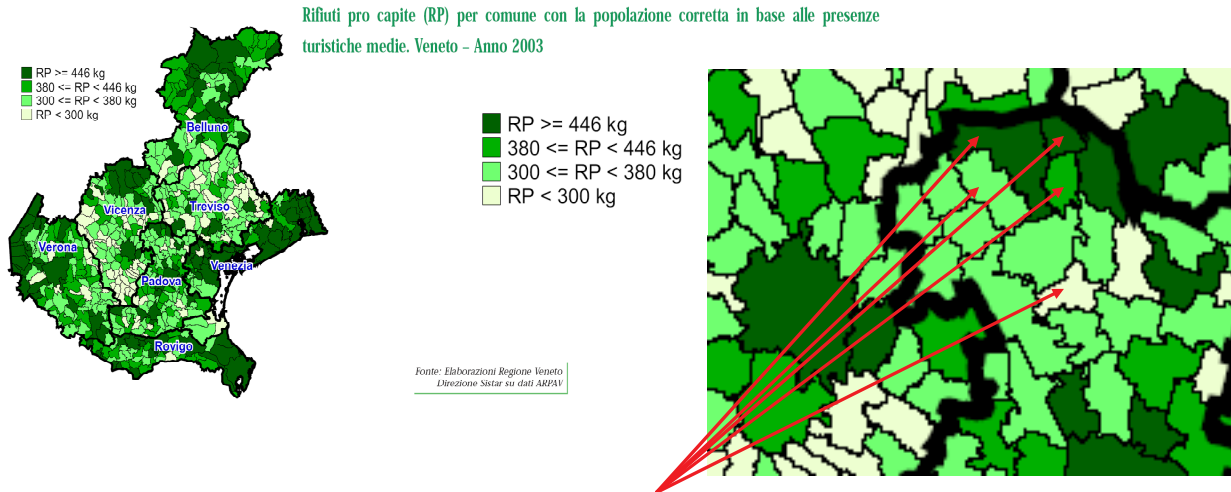 Rifiuti pro capite (RP) per comune con la popolazione corretta in base alle presenze
turistiche medie. Veneto – Anno 2003
RP >= 446 kg
380 <= RP < 446 kg
300 <= RP < 380 kg
RP < 300 kg
Belluno
Vicenza
Treviso
Verona
Venezia
Padova
Rovigo
RP >= 446 kg
380 <= RP < 446 kg
300 <= RP < 380 kg
RP < 300 kg
Fonte: Elaborazioni Regione Veneto
Direzione Sistar su dati ARPAV